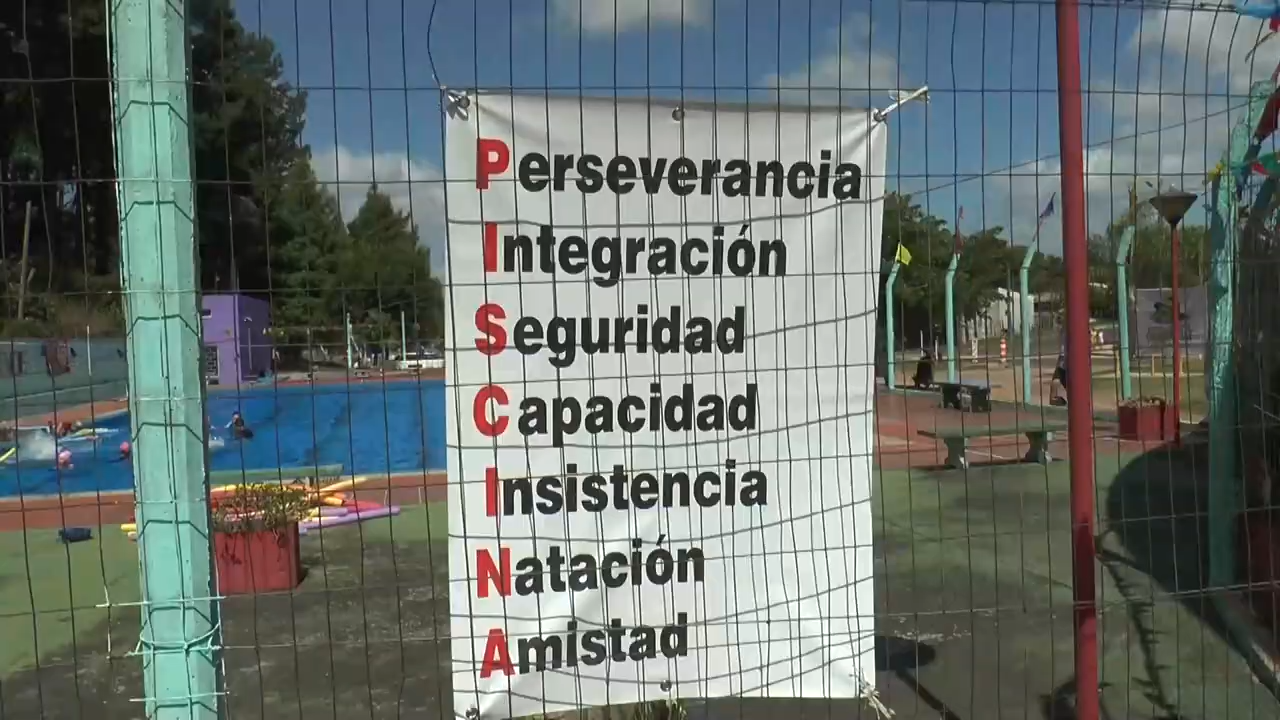 Perseverancia
Integración
Seguridad
Capacidad
Insistencia
Natación
Amistad